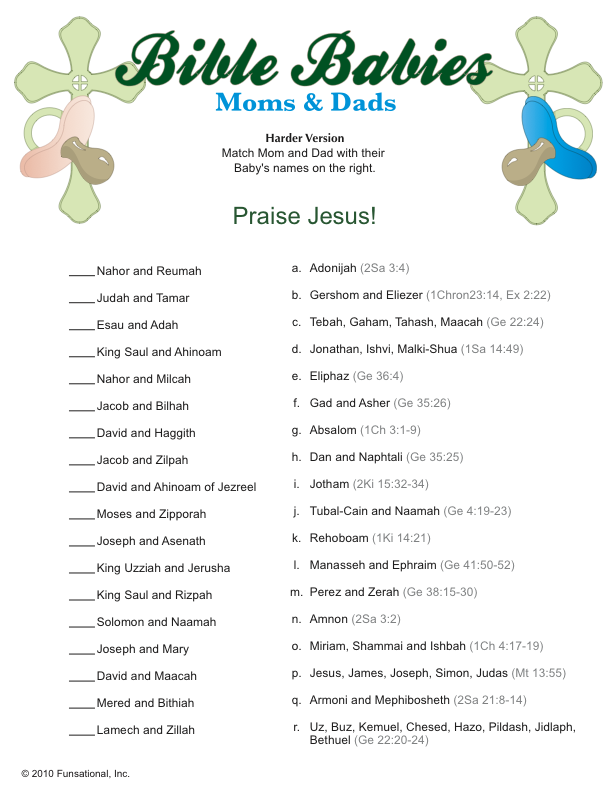 Bible Babies
Moms & Dads
Harder Version
Match Mom and Dad with their
Baby's names on the right.
Praise Jesus!
____ Nahor and Reumah
____ Judah and Tamar
____ Esau and Adah
____ King Saul and Ahinoam
____ Nahor and Milcah
____ Jacob and Bilhah
____ David and Haggith
____ Jacob and Zilpah
____ David and Ahinoam of Jezreel
____ Moses and Zipporah
____ Joseph and Asenath
____ King Uzziah and Jerusha
____ King Saul and Rizpah
____ Solomon and Naamah
____ Joseph and Mary
____ David and Maacah
____ Mered and Bithiah
____ Lamech and Zillah
a. Adonijah (2Sa 3:4)
b. Gershom and Eliezer (1Chron23:14, Ex 2:22)
c. Tebah, Gaham, Tahash, Maacah (Ge 22:24)
d. Jonathan, Ishvi, Malki-Shua (1Sa 14:49)
e. Eliphaz (Ge 36:4)
f. Gad and Asher (Ge 35:26)
g. Absalom (1Ch 3:1-9)
h. Dan and Naphtali (Ge 35:25)
i. Jotham (2Ki 15:32-34)
j. Tubal-Cain and Naamah (Ge 4:19-23)
k. Rehoboam (1Ki 14:21)
l. Manasseh and Ephraim (Ge 41:50-52)
m. Perez and Zerah (Ge 38:15-30)
n. Amnon (2Sa 3:2)
o. Miriam, Shammai and Ishbah (1Ch 4:17-19)
p. Jesus, James, Joseph, Simon, Judas (Mt 13:55)
q. Armoni and Mephibosheth (2Sa 21:8-14)
r. Uz, Buz, Kemuel, Chesed, Hazo, Pildash, Jidlaph,
Bethuel (Ge 22:20-24)
© 2010 Funsational, Inc.